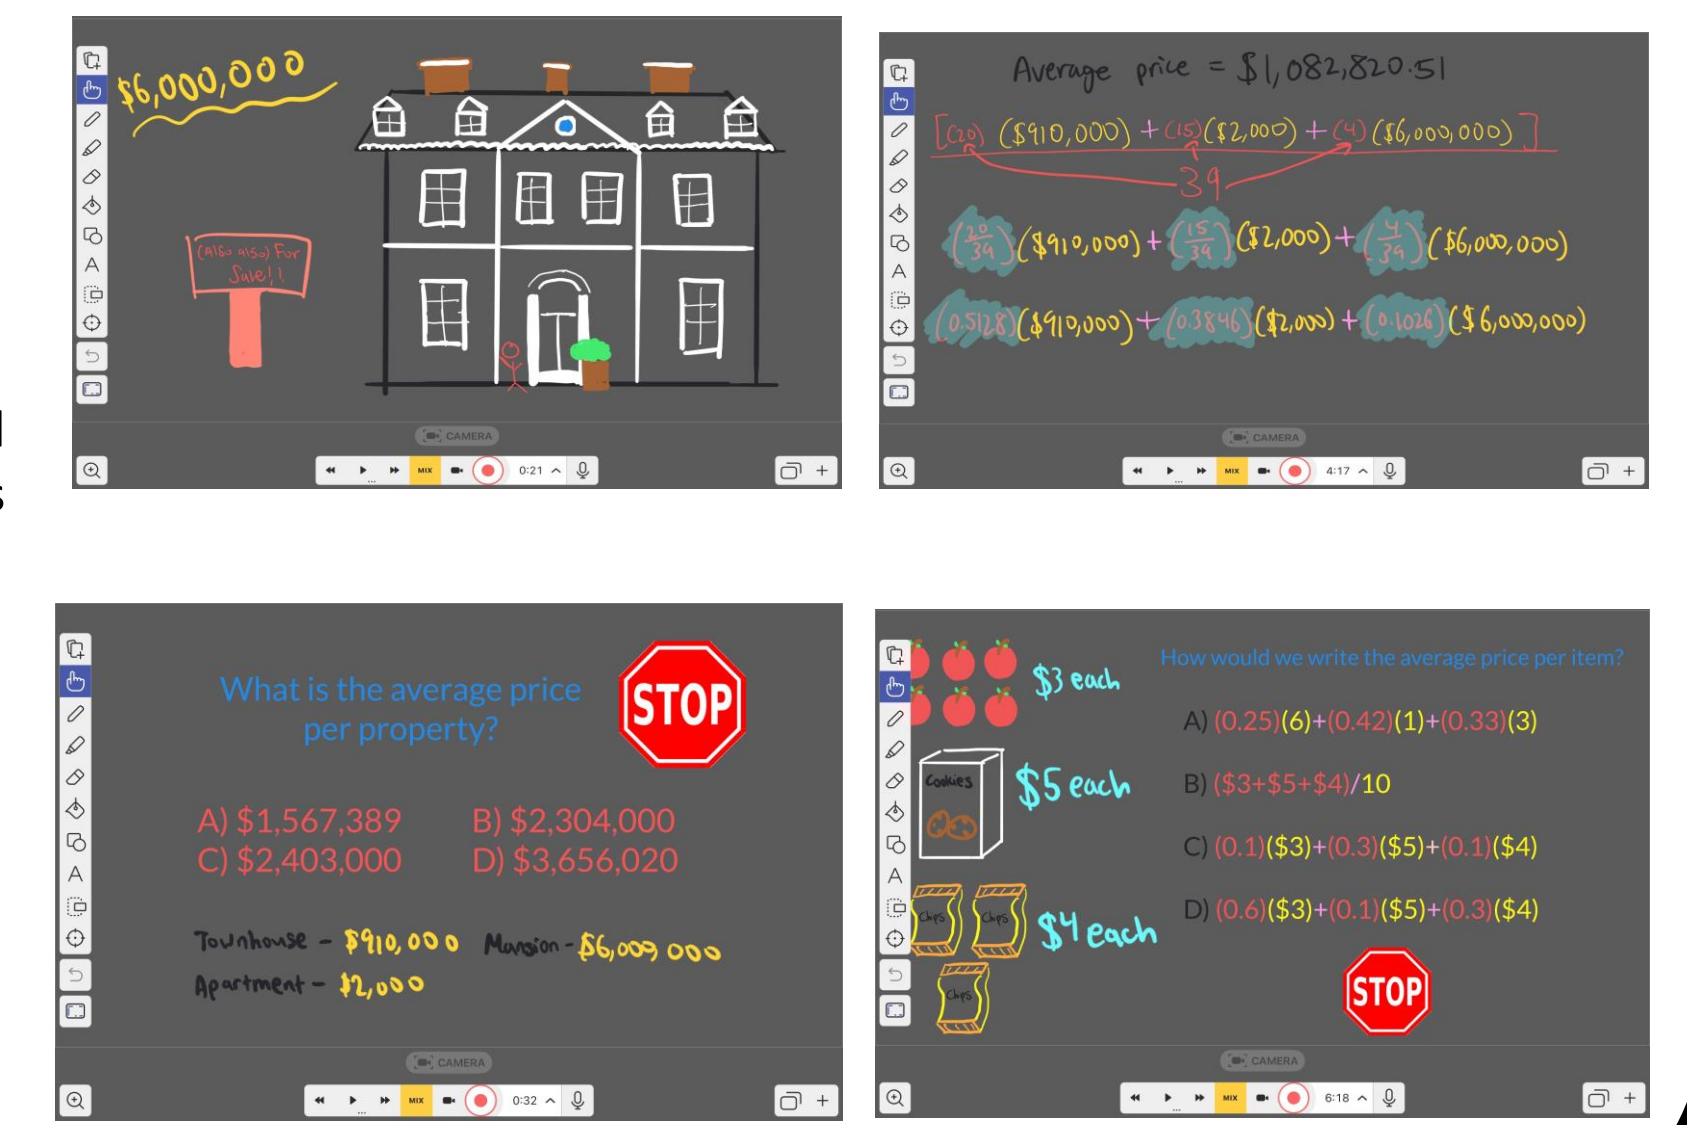 $6,000,000
(Also also) For
Sale!!
CAMERA
MIX
0:21
Average price = $1,082,820.51
[(20) ($910,000) + (15)($2,000) + (4)($6,000,000)]
39
(20/39)($910,000) + (15/39)($2,000) + (4/39)($6,000,000)
(0.5128)($910,000) + (0.3846)($2,000) + (0.1026)($6,000,000)
A
CAMERA
MIX
4:17
What is the average price
per property?
STOP
A) $1,567,389 B) $2,304,000
C) $2,403,000 D) $3,656,020
Townhouse - $910,000 Mansion - $6,000,000
Apartment - $2,000
A
CAMERA
MIX
0:32
How would we write the average price per item?
$3 each
A) (0.25)(6)+(0.42)(1)+(0.33)(3)
Cookies
$5 each
B) ($3+$5+$4)/10
C) (0.1)($3)+(0.3)($5)+(0.1)($4)
Chips
Chips
$4 each
D) (0.6)($3)+(0.1)($5)+(0.3)($4)
Chips
STOP
A
CAMERA
MIX
6:18